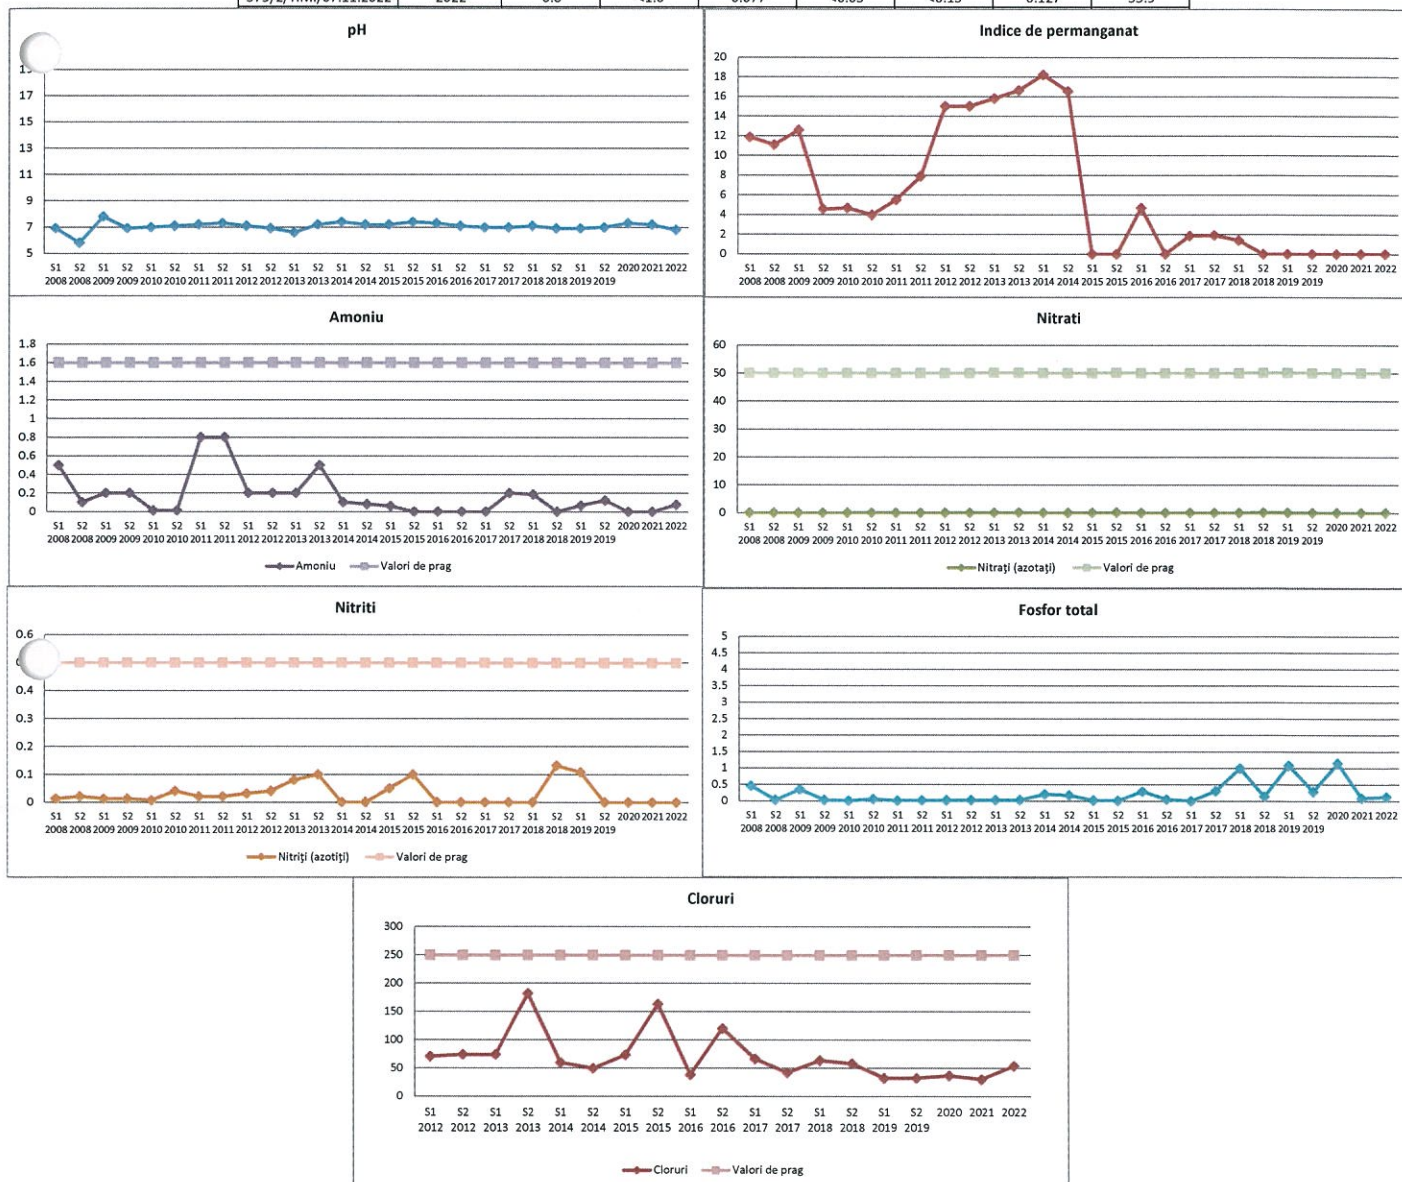 2022 0.077 0.127
pH
17
15
13
11
9
7
5
S1 S2 S1 S2 S1 S2 S1 S2 S1 S2 S1 S2 S1 S2 S1 S2 S1 S2 S1 S2 S1 S2 S1 S2 2020 2021 2022
2008 2008 2009 2009 2010 2010 2011 2011 2012 2012 2013 2013 2014 2014 2015 2015 2016 2016 2017 2017 2018 2018 2019 2019
Indice de permanganat
20
18
16
14
12
10
8
6
4
2
0
S1 S2 S1 S2 S1 S2 S1 S2 S1 S2 S1 S2 S1 S2 S1 S2 S1 S2 S1 S2 S1 S2 S1 S2 2020 2021 2022
2008 2008 2009 2009 2010 2010 2011 2011 2012 2012 2013 2013 2014 2014 2015 2015 2016 2016 2017 2017 2018 2018 2019 2019
Amoniu
1.8
1.6
1.4
1.2
1
0.8
0.6
0.4
0.2
0
S1 S2 S1 S2 S1 S2 S1 S2 S1 S2 S1 S2 S1 S2 S1 S2 S1 S2 S1 S2 S1 S2 S1 S2 2020 2021 2022
2008 2008 2009 2009 2010 2010 2011 2011 2012 2012 2013 2013 2014 2014 2015 2015 2016 2016 2017 2017 2018 2018 2019 2019
Amoniu Valori de prag
Nitrati
60
50
40
30
20
10
0
S1 S2 S1 S2 S1 S2 S1 S2 S1 S2 S1 S2 S1 S2 S1 S2 S1 S2 S1 S2 S1 S2 S1 S2 2020 2021 2022
2008 2008 2009 2009 2010 2010 2011 2011 2012 2012 2013 2013 2014 2014 2015 2015 2016 2016 2017 2017 2018 2018 2019 2019
Nitraţi (azotaţi) Valori de prag
Nitriti
0.6
0.4
0.3
0.2
0.1
0
S1 S2 S1 S2 S1 S2 S1 S2 S1 S2 S1 S2 S1 S2 S1 S2 S1 S2 S1 S2 S1 S2 S1 S2 2020 2021 2022
2008 2008 2009 2009 2010 2010 2011 2011 2012 2012 2013 2013 2014 2014 2015 2015 2016 2016 2017 2017 2018 2018 2019 2019
Nitriţi (azotiţi) Valori de prag
Fosfor total
5
4.5
4
3.5
3
2.5
2
1.5
1
0.5
0
S1 S2 S1 S2 S1 S2 S1 S2 S1 S2 S1 S2 S1 S2 S1 S2 S1 S2 S1 S2 S1 S2 S1 S2 2020 2021 2022
2008 2008 2009 2009 2010 2010 2011 2011 2012 2012 2013 2013 2014 2014 2015 2015 2016 2016 2017 2017 2018 2018 2019 2019
Cloruri
300
250
200
150
100
50
0
S1 S2 S1 S2 S1 S2 S1 S2 S1 S2 S1 S2 S1 S2 S1 S2 2020 2021 2022
2012 2012 2013 2013 2014 2014 2015 2015 2016 2016 2017 2017 2018 2018 2019 2019
Cloruri Valori de prag